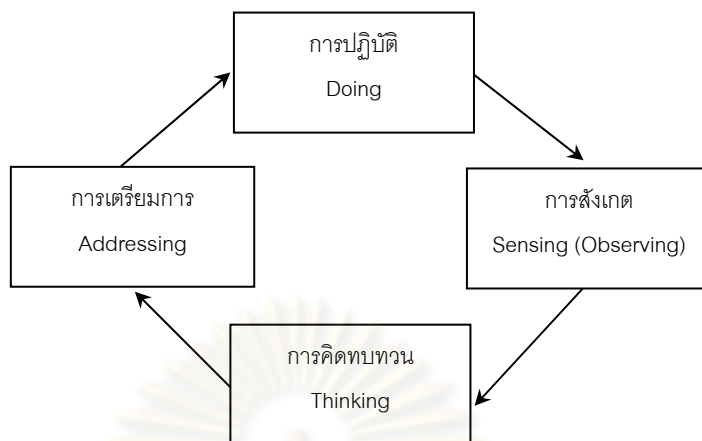 การปฏิบัติ
Doing
การเตรียมการ
Addressing
การสังเกต
Sensing (Observing)
การคิดทบทวน
Thinking